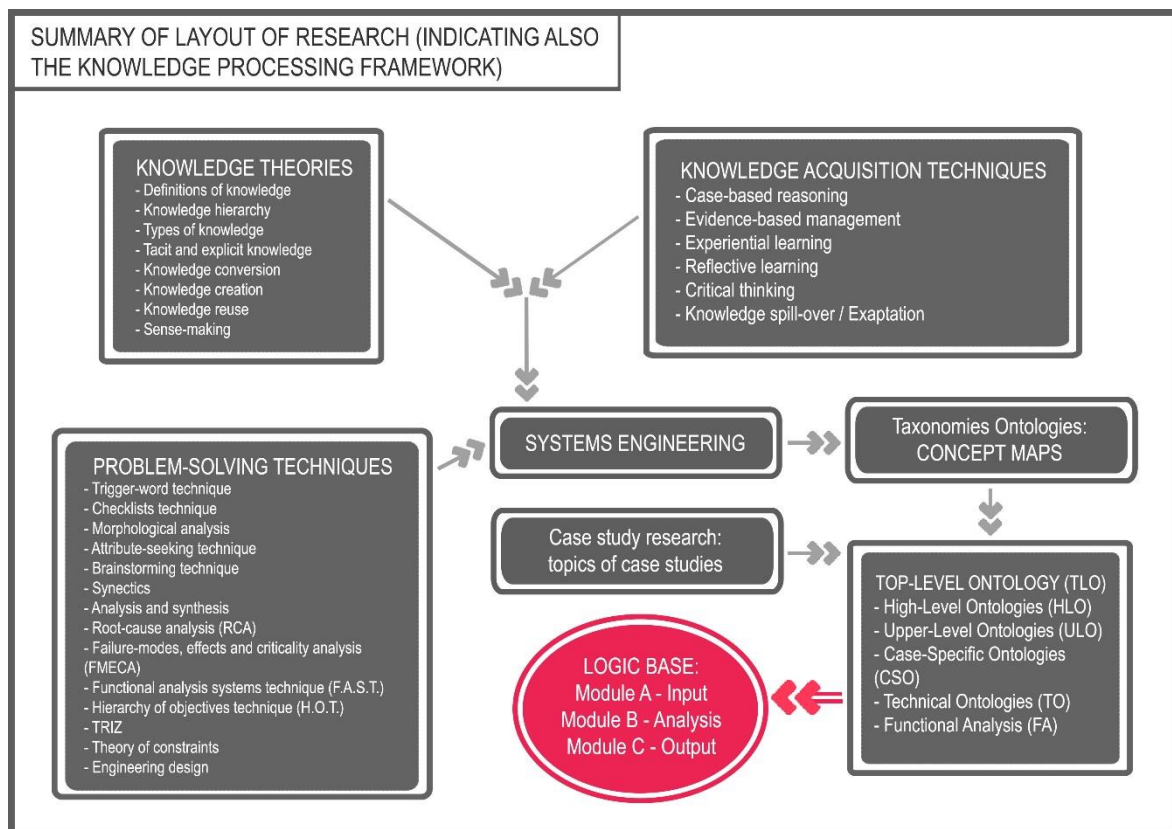 SUMMARY OF LAYOUT OF RESEARCH (INDICATING ALSO
THE KNOWLEDGE PROCESSING FRAMEWORK)
KNOWLEDGE THEORIES
- Definitions of knowledge
- Knowledge hierarchy
- Types of knowledge
- Tacit and explicit knowledge
- Knowledge conversion
- Knowledge creation
- Knowledge reuse
- Sense-making
KNOWLEDGE ACQUISITION TECHNIQUES
- Case-based reasoning
- Evidence-based management
- Experiential learning
- Reflective learning
- Critical thinking
- Knowledge spill-over / Exaptation
PROBLEM-SOLVING TECHNIQUES
- Trigger-word technique
- Checklists technique
- Morphological analysis
- Attribute-seeking technique
- Brainstorming technique
- Synectics
- Analysis and synthesis
- Root-cause analysis (RCA)
- Failure-modes, effects and criticality analysis
(FMECA)
- Functional analysis systems technique (F.A.S.T.)
- Hierarchy of objectives technique (H.O.T.)
- TRIZ
- Theory of constraints
- Engineering design
SYSTEMS ENGINEERING
Taxonomies Ontologies:
CONCEPT MAPS
Case study research:
topics of case studies
TOP-LEVEL ONTOLOGY (TLO)
- High-Level Ontologies (HLO)
- Upper-Level Ontologies (ULO)
- Case-Specific Ontologies
(CSO)
- Technical Ontologies (TO)
- Functional Analysis (FA)
LOGIC BASE:
Module A - Input
Module B - Analysis
Module C - Output